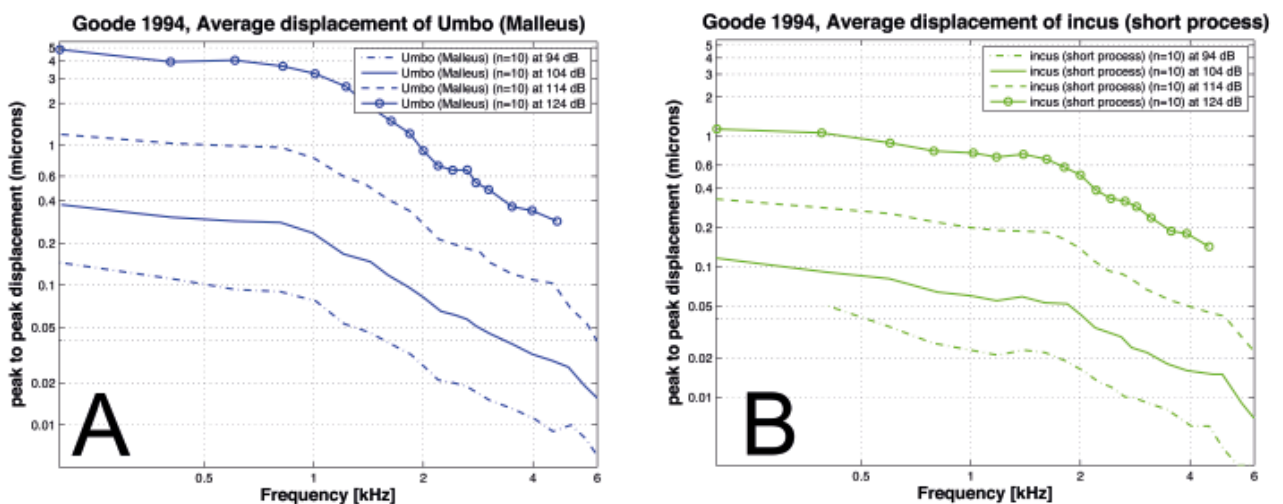 Goode 1994, Average displacement of Umbo (Malleus)
peak to peak displacement (microns)
5
4
3
2
1
0.6
0.4
0.2
0.1
0.05
0.02
0.01
Umbo (Malleus) (n=10) at 94 dB
Umbo (Malleus) (n=10) at 104 dB
Umbo (Malleus) (n=10) at 114 dB
Umbo (Malleus) (n=10) at 124 dB
A
0.5 1 2 4 6
Frequency [kHz]
Goode 1994, Average displacement of incus (short process)
peak to peak displacement (microns)
5
4
3
2
1
0.6
0.4
0.2
0.1
0.05
0.02
0.01
incus (short process) (n=10) at 94 dB
incus (short process) (n=10) at 104 dB
incus (short process) (n=10) at 114 dB
incus (short process) (n=10) at 124 dB
B
0.5 1 2 4 6
Frequency [kHz]